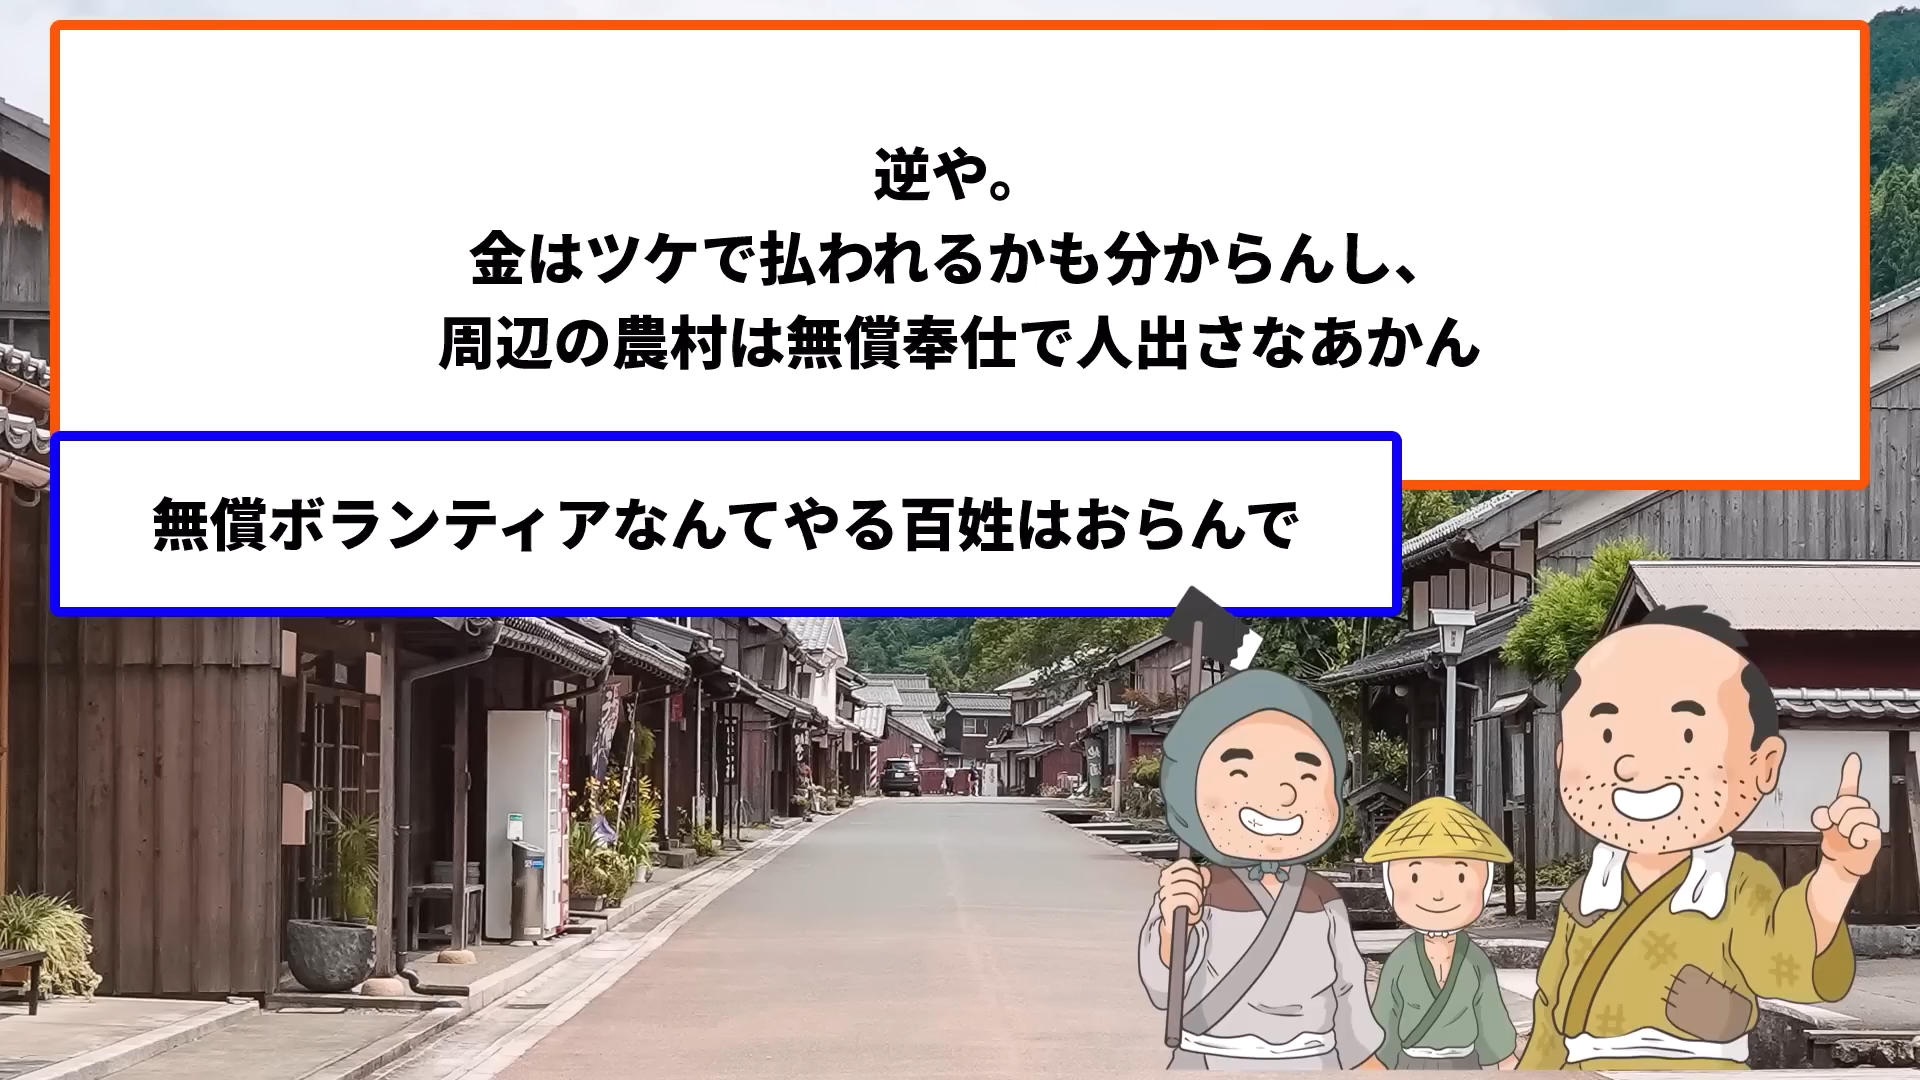 逆や。
金はツケで払われるかも分からんし、
周辺の農村は無償奉仕で人出さなあかん
無償ボランティアなんてやる百姓はおらんで